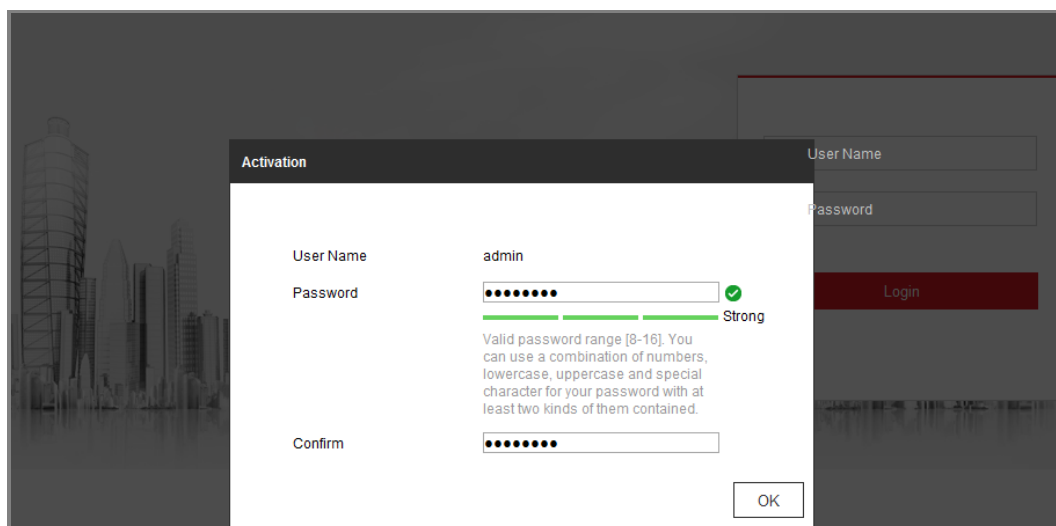 Activation
User Name
Password
Login
User Name admin
Password ●●●●●●●●
Strong
Valid password range [8-16]. You
can use a combination of numbers,
lowercase, uppercase and special
character for your password with at
least two kinds of them contained.
Confirm ●●●●●●●●
OK